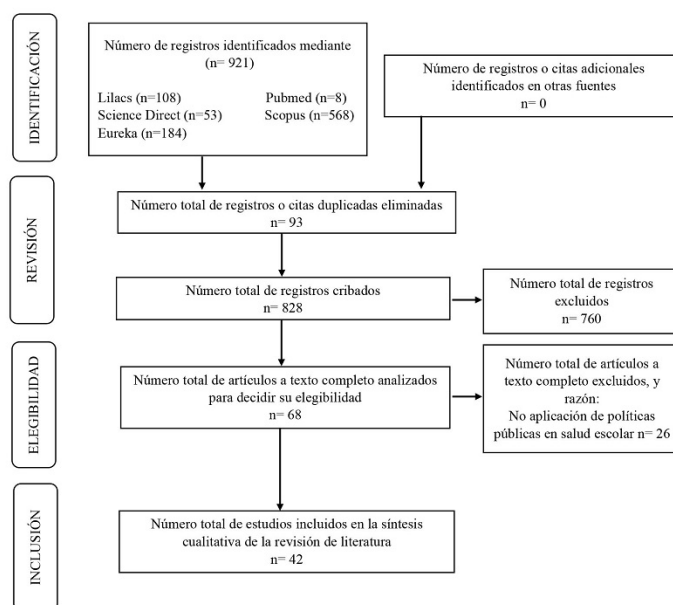 IDENTIFICACIÓN
Número de registros identificados mediante
(n= 921)
Lilacs (n=108) Pubmed (n=8)
Science Direct (n=53) Scopus (n=568)
Eureka (n=184)
Número de registros o citas adicionales
identificados en otras fuentes
n= 0
REVISIÓN
Número total de registros o citas duplicadas eliminadas
n= 93
Número total de registros cribados
n= 828
Número total de registros
excluidos
n= 760
ELEGIBILIDAD
Número total de artículos a texto completo analizados
para decidir su elegibilidad
n= 68
Número total de artículos a
texto completo excluidos, y
razón:
No aplicación de políticas
públicas en salud escolar n= 26
INCLUSIÓN
Número total de estudios incluidos en la síntesis
cualitativa de la revisión de literatura
n= 42